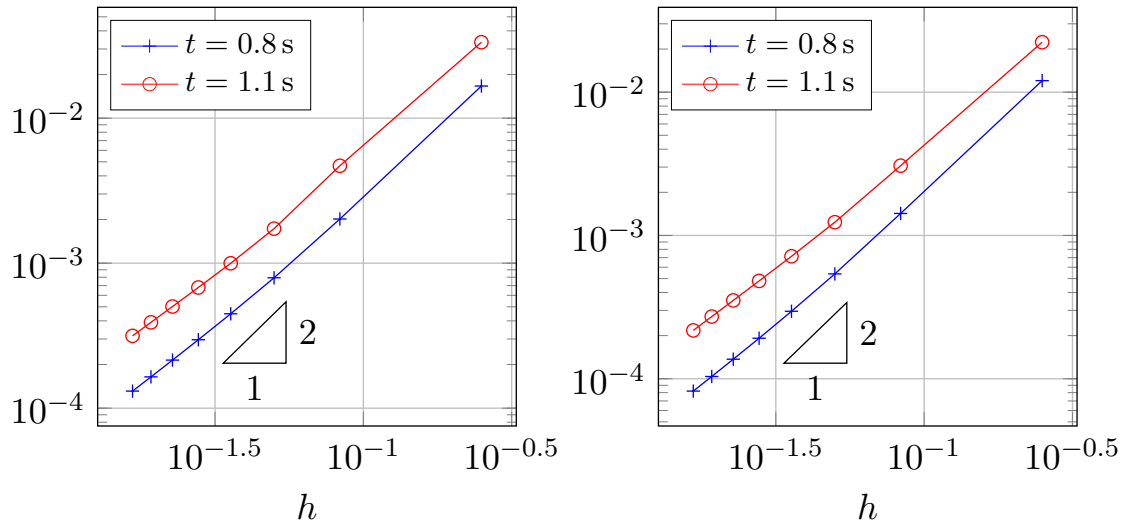 t = 0.8 s
t = 1.1 s
10^{-2}
10^{-3}
10^{-4}
2
1
10^{-1.5}
10^{-1}
10^{-0.5}
h
t = 0.8 s
t = 1.1 s
10^{-2}
10^{-3}
10^{-4}
2
1
10^{-1.5}
10^{-1}
10^{-0.5}
h